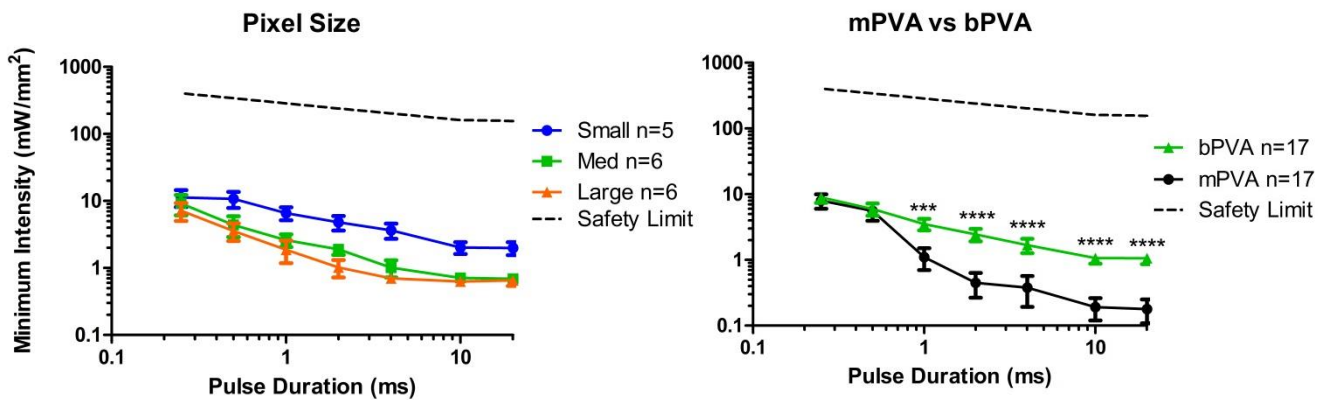 Pixel Size
Minimum Intensity (mW/mm²)
1000
100
10
1
0.1
0.1
1
10
Pulse Duration (ms)
Small n=5
Med n=6
Large n=6
Safety Limit
mPVA vs bPVA
1000
100
10
1
0.1
*** **** **** **** ****
0.1
1
10
Pulse Duration (ms)
bPVA n=17
mPVA n=17
Safety Limit